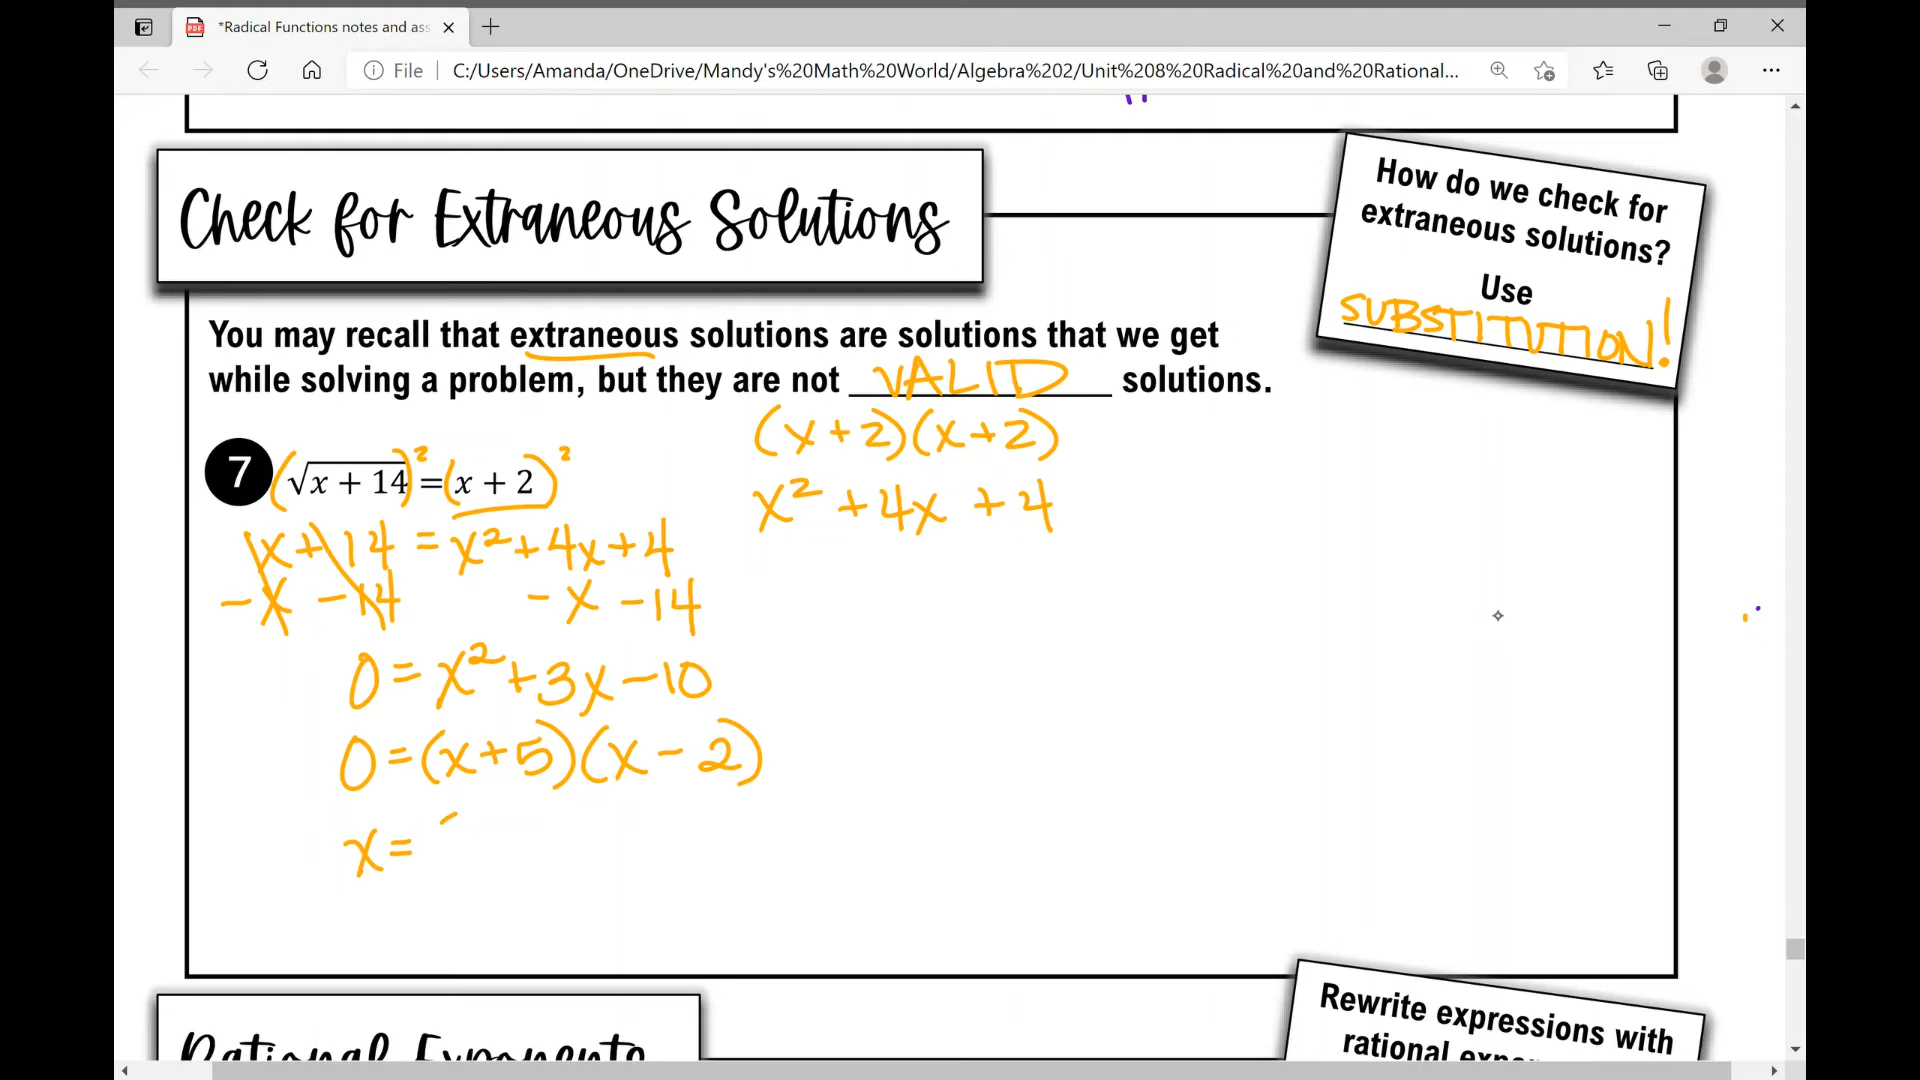 *Radical Functions notes and ass
File
C:/Users/Amanda/OneDrive/Mandy's%20Math%20World/Algebra%202/Unit%208%20Radical%20and%20Rational...
Check for Extraneous Solutions
How do we check for
extraneous solutions?
Use
SUBSTITUTION!
You may recall that extraneous solutions are solutions that we get
while solving a problem, but they are not VALID solutions.
7 (√x + 14)² = (x + 2)²
(x+2)(x+2)
x² + 4x + 4
x + 14 = x² + 4x + 4
- x - 14 - x - 14
0 = x² + 3x - 10
0 = (x + 5)(x - 2)
x =
Rational Exponents
Rewrite expressions with
rational